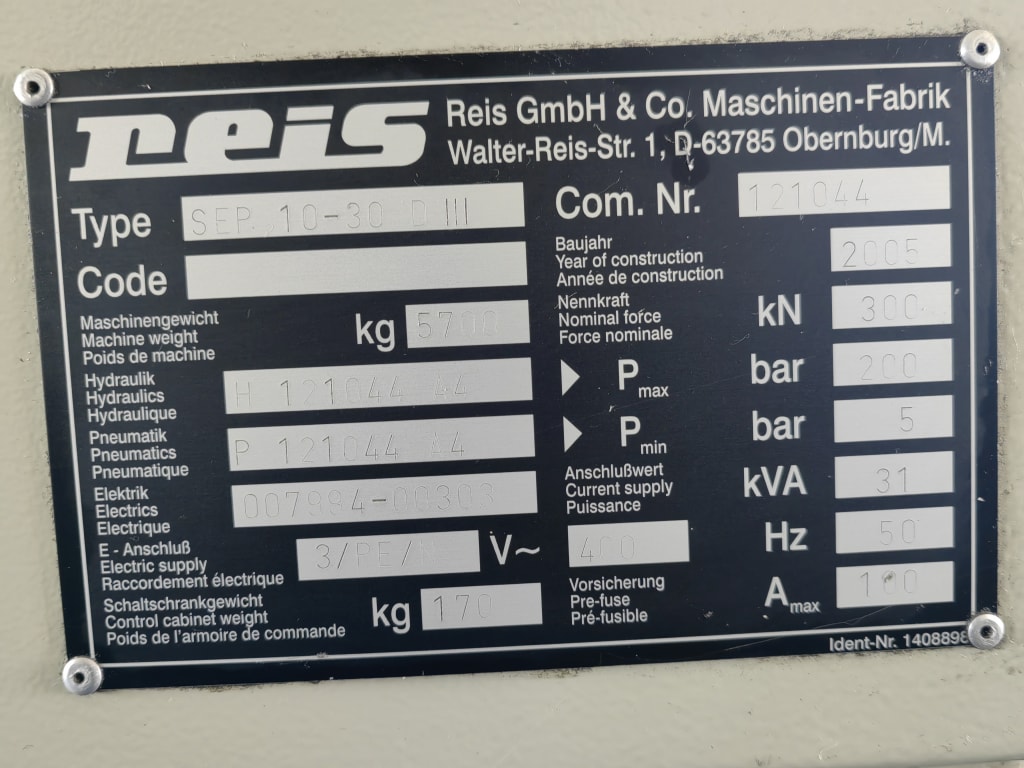 reis
Reis GmbH & Co. Maschinen-Fabrik
Walter-Reis-Str. 1, D-63785 Obernburg/M.
Type SEP. 10-30 D III
Code
Maschinengewicht
Machine weight
Poids de machine
kg 5700
Hydraulik
Hydraulics
Hydraulique
H 121044 44
Pneumatik
Pneumatics
Pneumatique
P 121044 44
Elektrik
Electrics
Electrique
007994-00303
E - Anschluß
Electric supply
Raccordement électrique
3/PE/
V~ 400
Schaltschrankgewicht
Control cabinet weight
Poids de l'armoire de commande
kg 170
Com. Nr. 121044
Baujahr
Year of construction
Année de construction
2005
Nennkraft
Nominal force
Force nominale
kN 300
Pmax bar 200
Pmin bar 5
Anschlußwert
Current supply
Puissance
kVA 31
Hz 50
Vorsicherung
Pre-fuse
Pré-fusible
Amax 100
Ident-Nr. 1408898